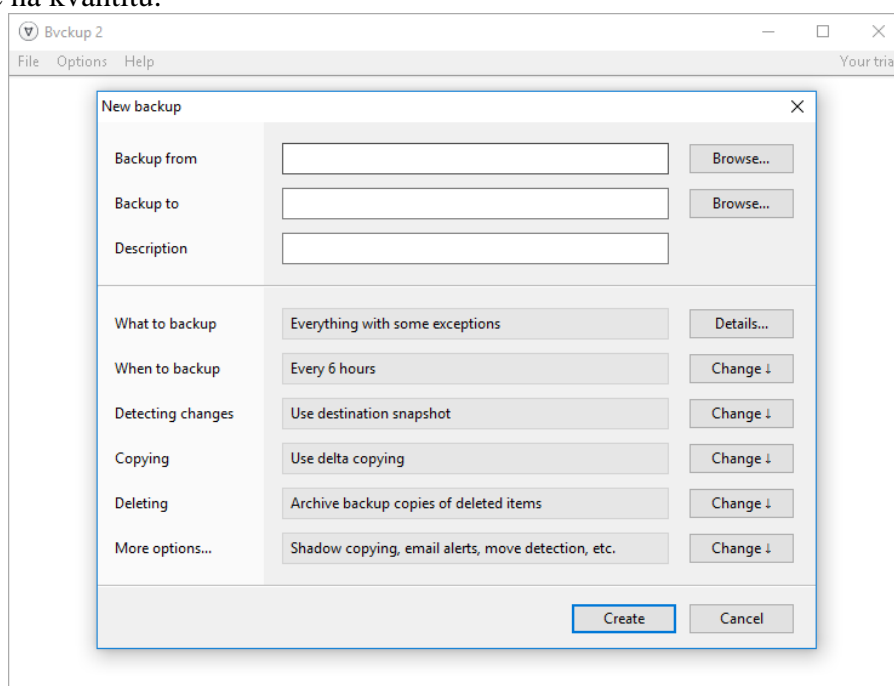 na kvantitu.
Bvckup 2
File Options Help Your tria
New backup
Backup from Browse...
Backup to Browse...
Description
What to backup Everything with some exceptions Details...
When to backup Every 6 hours Change ↓
Detecting changes Use destination snapshot Change ↓
Copying Use delta copying Change ↓
Deleting Archive backup copies of deleted items Change ↓
More options... Shadow copying, email alerts, move detection, etc. Change ↓
Create Cancel